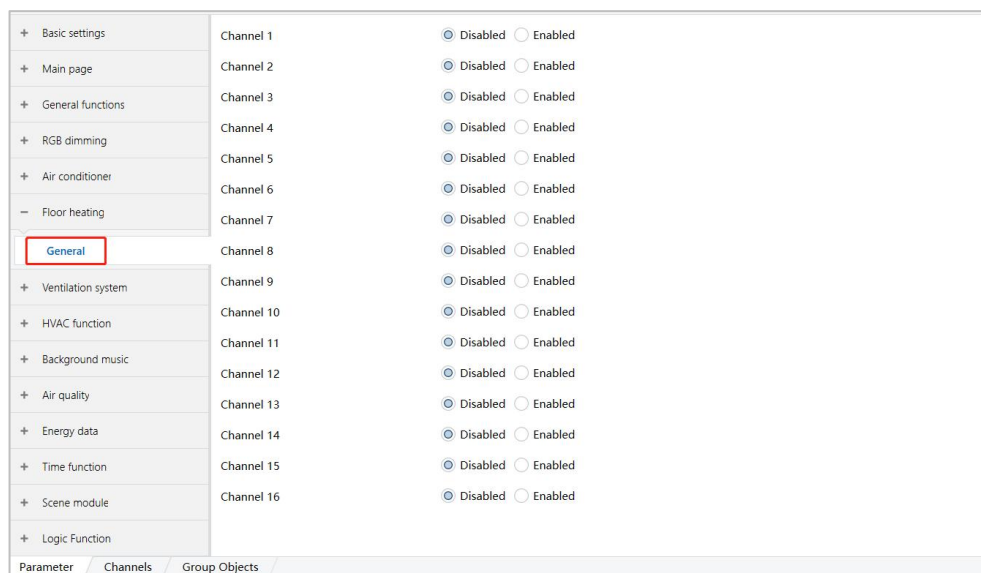 Basic settings
Main page
General functions
RGB dimming
Air conditioner
Floor heating
General
Ventilation system
HVAC function
Background music
Air quality
Energy data
Time function
Scene module
Logic Function
Channel 1 Disabled Enabled
Channel 2 Disabled Enabled
Channel 3 Disabled Enabled
Channel 4 Disabled Enabled
Channel 5 Disabled Enabled
Channel 6 Disabled Enabled
Channel 7 Disabled Enabled
Channel 8 Disabled Enabled
Channel 9 Disabled Enabled
Channel 10 Disabled Enabled
Channel 11 Disabled Enabled
Channel 12 Disabled Enabled
Channel 13 Disabled Enabled
Channel 14 Disabled Enabled
Channel 15 Disabled Enabled
Channel 16 Disabled Enabled
Parameter Channels Group Objects